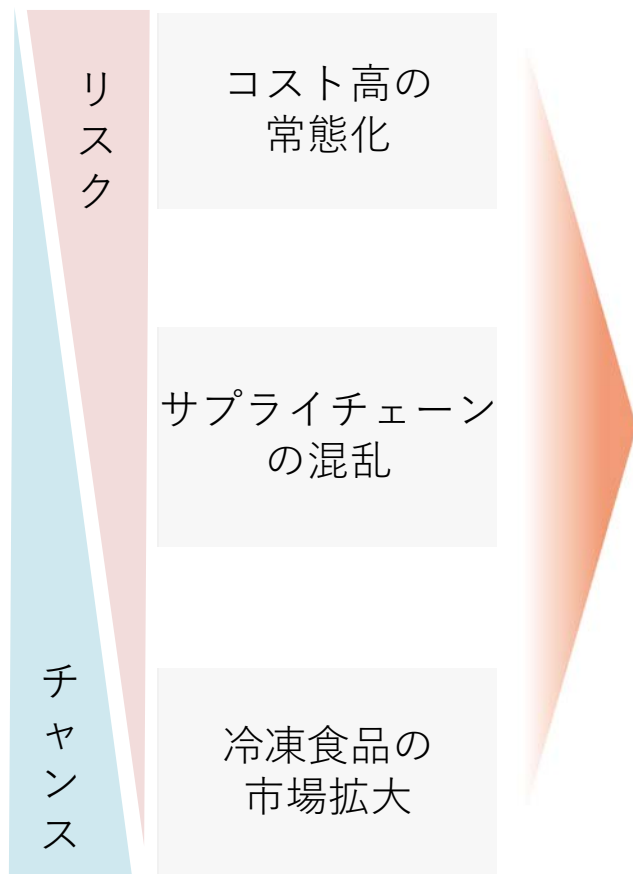 リスク
コスト高の
常態化
サプライチェーン
の混乱
チャンス
冷凍食品の
市場拡大